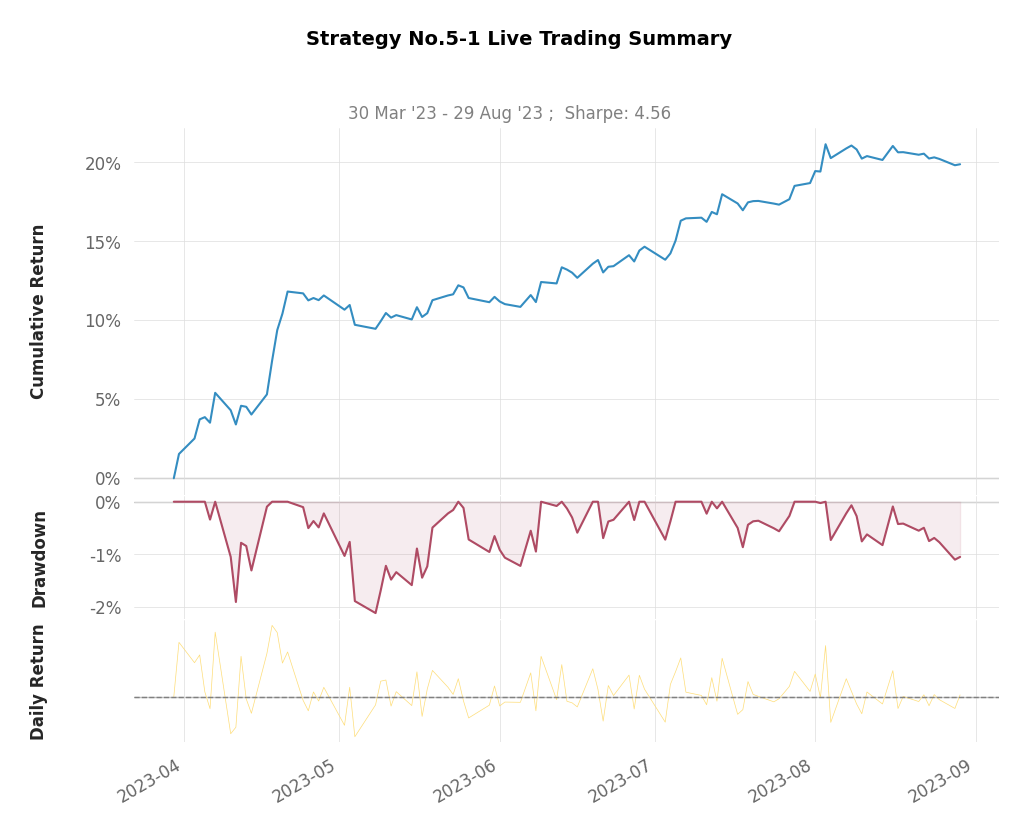 Strategy No.5-1 Live Trading Summary
30 Mar '23 - 29 Aug '23 ;  Sharpe: 4.56
Cumulative Return
20%
15%
10%
5%
0%
Drawdown
0%
-1%
-2%
Daily Return
2023-04
2023-05
2023-06
2023-07
2023-08
2023-09